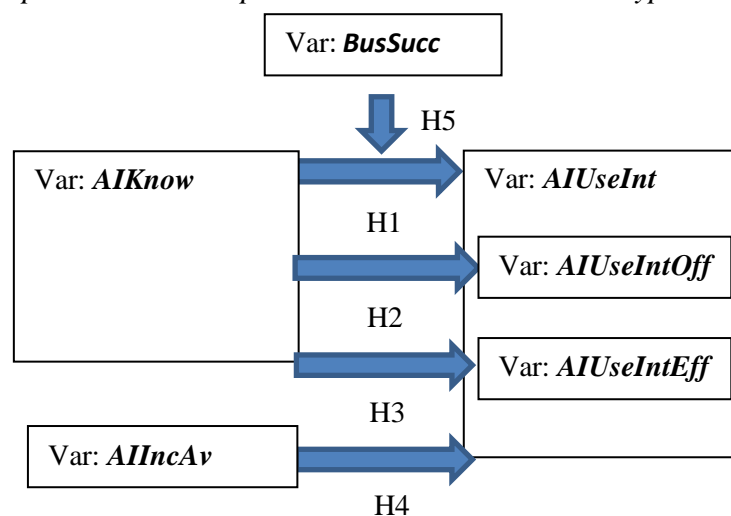 Var: BusSucc
H5
Var: AIKnow
Var: AIUseInt
H1
Var: AIUseIntOff
H2
Var: AIUseIntEff
H3
Var: AIIncAv
H4